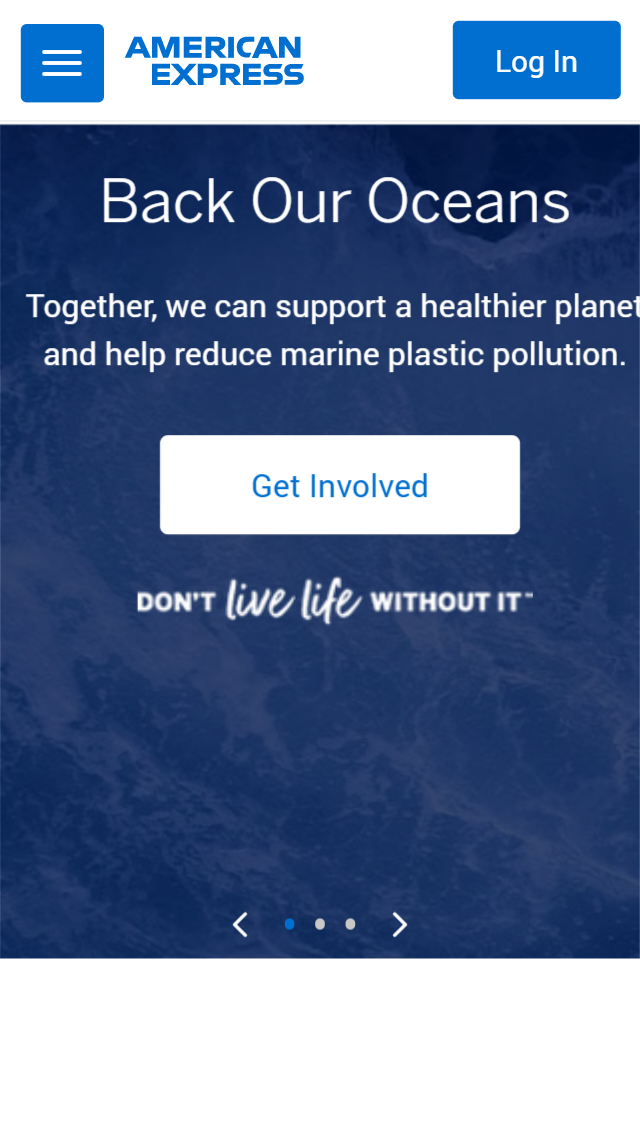 AMERICAN
EXPRESS
Log In
Back Our Oceans
Together, we can support a healthier planet
and help reduce marine plastic pollution.
Get Involved
DON'T live life WITHOUT IT™